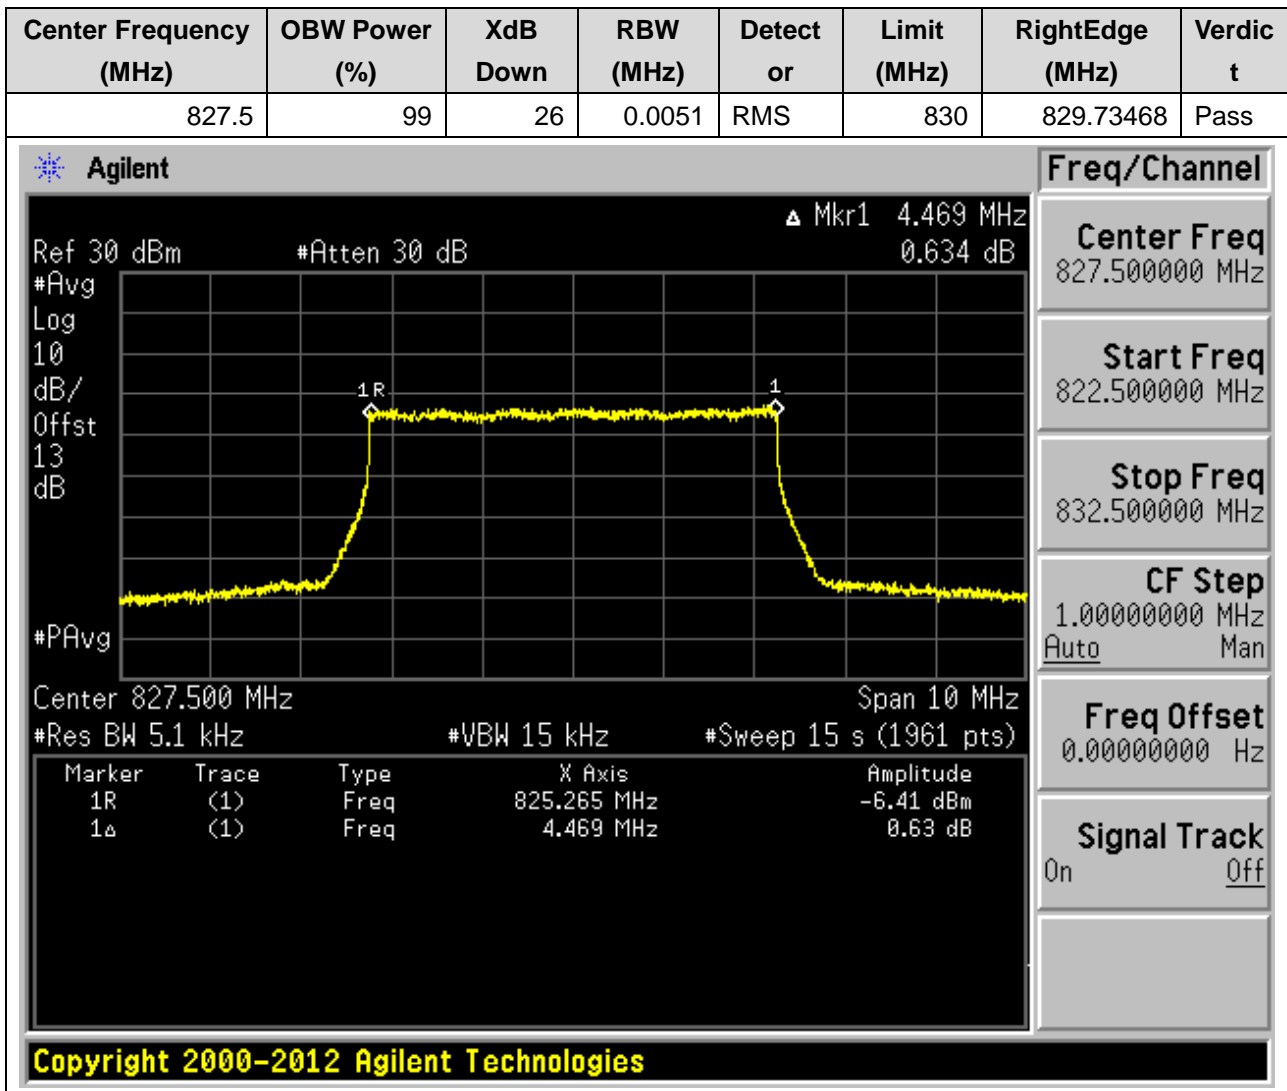 Center Frequency (MHz) OBW Power (%) XdB Down RBW (MHz) Detect or Limit (MHz) RightEdge (MHz) Verdic t
827.5 99 26 0.0051 RMS 830 829.73468 Pass
Agilent
Freq/Channel
Δ Mkr1 4.469 MHz
Ref 30 dBm #Atten 30 dB 0.634 dB
#Avg
Log
10
dB/
Offst
13
dB
#PAvg
1R
1
Center 827.500 MHz Span 10 MHz
#Res BW 5.1 kHz #VBW 15 kHz #Sweep 15 s (1961 pts)
Marker Trace Type X Axis Amplitude
1R (1) Freq 825.265 MHz -6.41 dBm
1Δ (1) Freq 4.469 MHz 0.63 dB
Center Freq
827.500000 MHz
Start Freq
822.500000 MHz
Stop Freq
832.500000 MHz
CF Step
1.00000000 MHz
Auto Man
Freq Offset
0.00000000 Hz
Signal Track
On Off
Copyright 2000-2012 Agilent Technologies